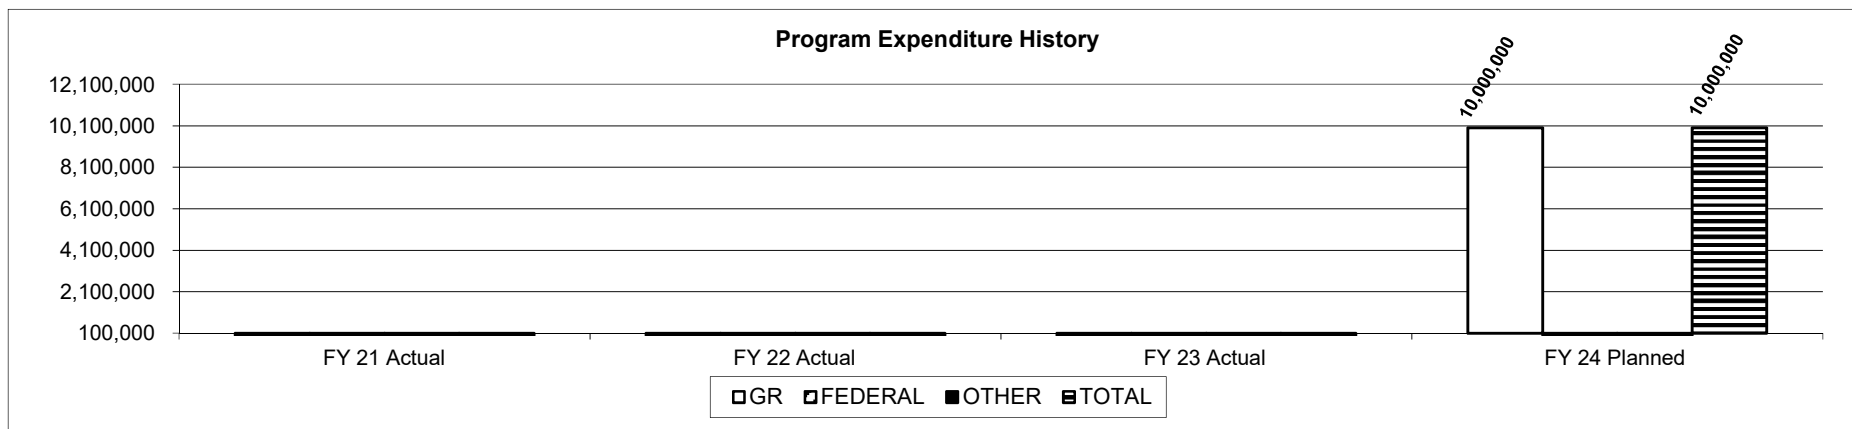 Program Expenditure History
10,000,000
10,000,000
12,100,000
10,100,000
8,100,000
6,100,000
4,100,000
2,100,000
100,000
FY 21 Actual
FY 22 Actual
FY 23 Actual
FY 24 Planned
GR FEDERAL OTHER TOTAL